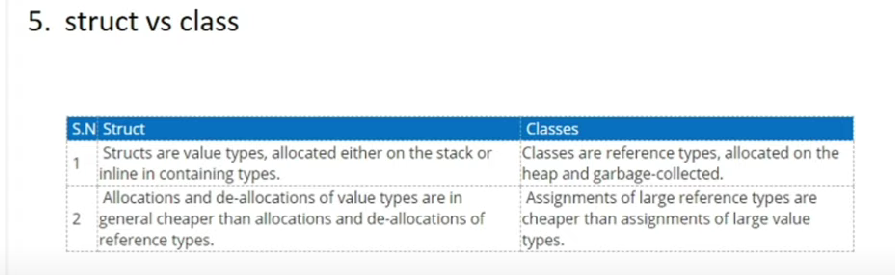 5. struct vs class
S.N Struct Classes
1 Structs are value types, allocated either on the stack or inline in containing types. Classes are reference types, allocated on the heap and garbage-collected.
2 Allocations and de-allocations of value types are in general cheaper than allocations and de-allocations of reference types. Assignments of large reference types are cheaper than assignments of large value types.